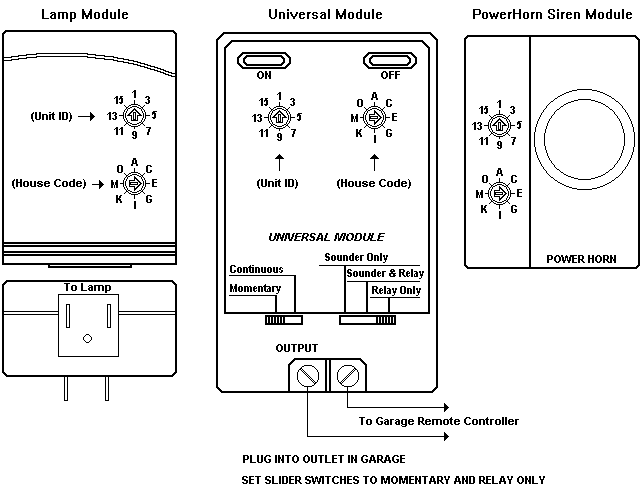 Lamp Module
Universal Module
PowerHorn Siren Module
(Unit ID)
15 1 3
13 5
11 9 7
(House Code)
O A C
M E
K I G
To Lamp
ON
OFF
15 1 3
13 5
11 9 7
O A C
M E
K I G
(Unit ID)
(House Code)
UNIVERSAL MODULE
Continuous
Momentary
Sounder Only
Sounder & Relay
Relay Only
OUTPUT
To Garage Remote Controller
PLUG INTO OUTLET IN GARAGE
SET SLIDER SWITCHES TO MOMENTARY AND RELAY ONLY
15 1 3
13 5
11 9 7
O A C
M E
K I G
POWER HORN